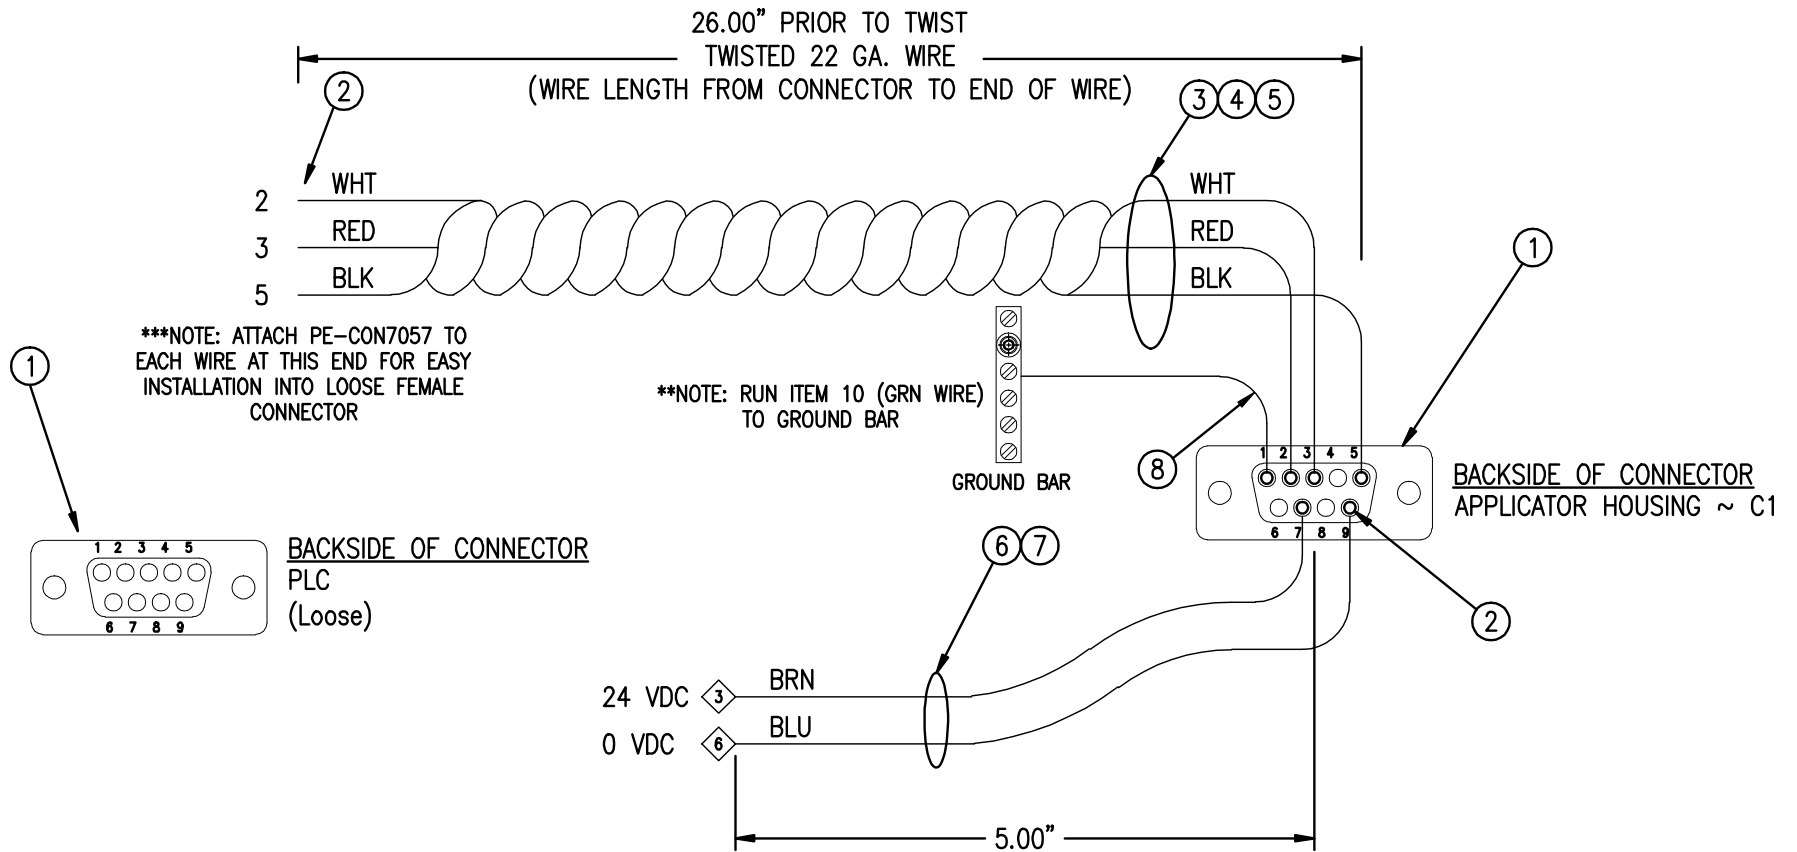 26.00" PRIOR TO TWIST
TWISTED 22 GA. WIRE
(WIRE LENGTH FROM CONNECTOR TO END OF WIRE)
2
3 4 5
2 WHT WHT
3 RED RED
5 BLK BLK
1
***NOTE: ATTACH PE-CON7057 TO
EACH WIRE AT THIS END FOR EASY
INSTALLATION INTO LOOSE FEMALE
CONNECTOR
1
**NOTE: RUN ITEM 10 (GRN WIRE)
TO GROUND BAR
GROUND BAR
8
1 2 3 4 5
6 7 8 9
BACKSIDE OF CONNECTOR
APPLICATOR HOUSING ~ C1
1 2 3 4 5
6 7 8 9
BACKSIDE OF CONNECTOR
PLC
(Loose)
6 7
2
24 VDC 3 BRN
0 VDC 6 BLU
5.00"